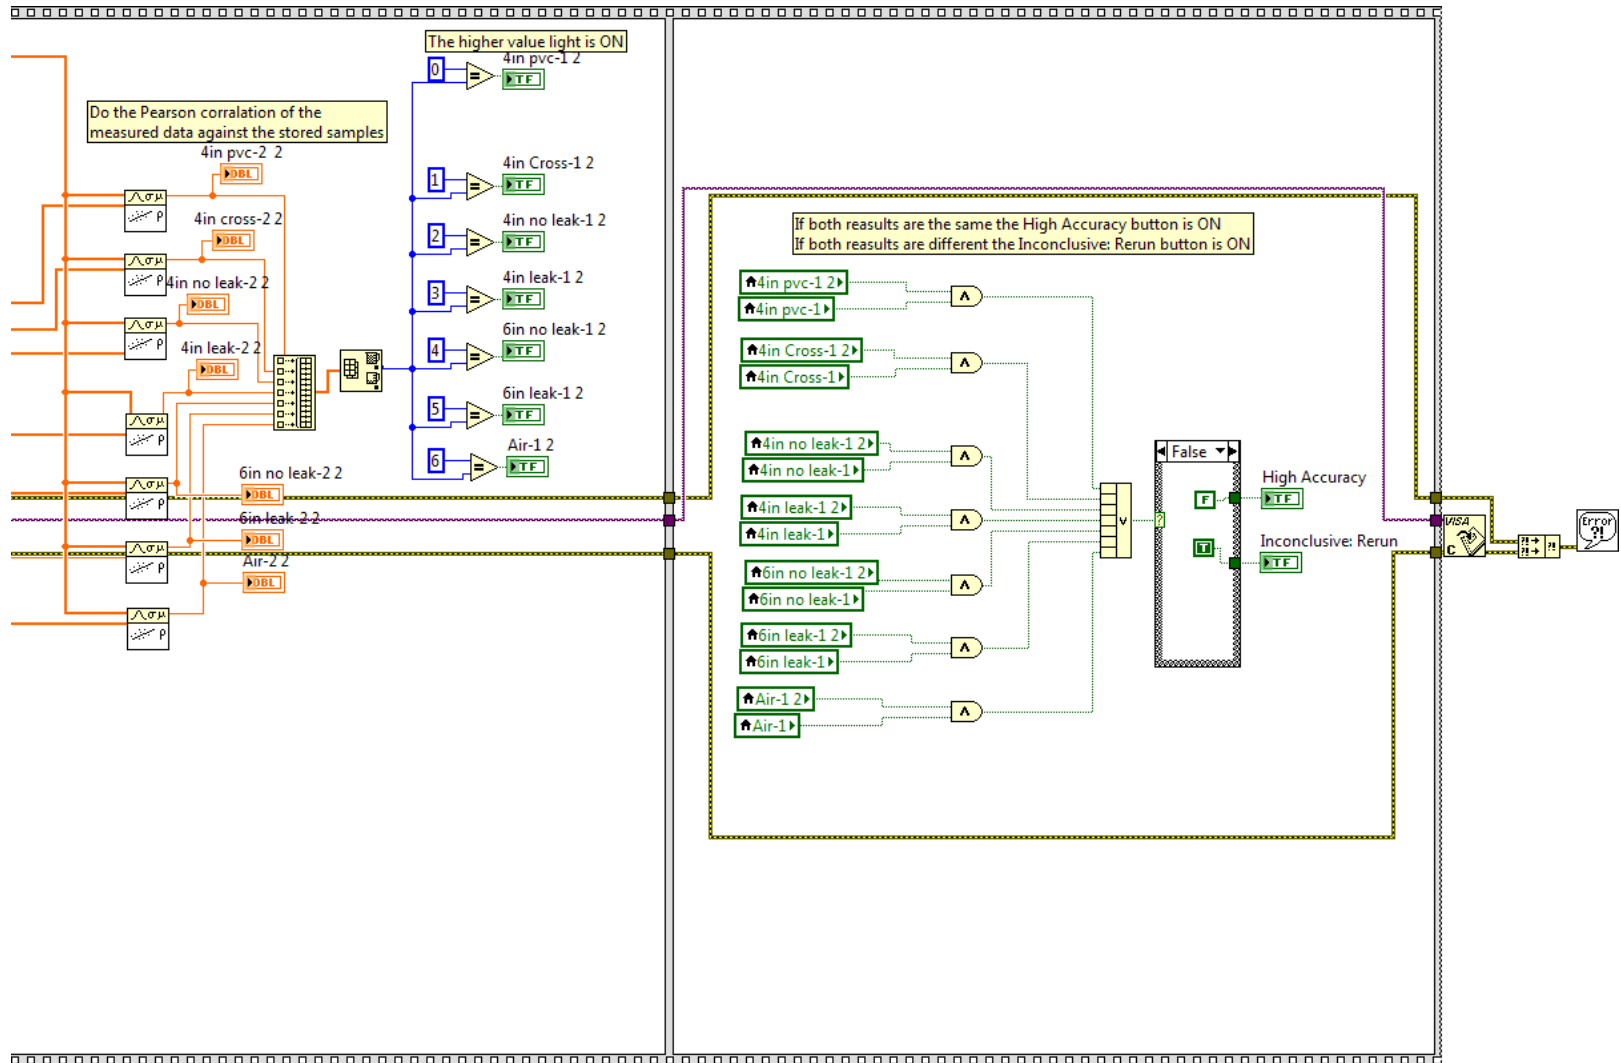 The higher value light is ON
4in pvc-1 2
0
TF
Do the Pearson corralation of the
measured data against the stored samples
4in pvc-2 2
DBL
4in Cross-1 2
1
TF
4in cross-2 2
DBL
4in no leak-1 2
2
TF
4in no leak-2 2
DBL
4in leak-1 2
3
TF
4in leak-2 2
DBL
6in no leak-1 2
4
TF
6in leak-1 2
5
TF
Air-1 2
6
TF
6in no leak-2 2
DBL
6in leak-2 2
DBL
Air-2 2
DBL
σμ
ρ
σμ
ρ
σμ
ρ
σμ
ρ
σμ
ρ
σμ
ρ
σμ
ρ
If both reasults are the same the High Accuracy button is ON
If both reasults are different the Inconclusive: Rerun button is ON
4in pvc-1 2
4in pvc-1
4in Cross-1 2
4in Cross-1
4in no leak-1 2
4in no leak-1
4in leak-1 2
4in leak-1
6in no leak-1 2
6in no leak-1
6in leak-1 2
6in leak-1
Air-1 2
Air-1
False
?
F
T
High Accuracy
TF
Inconclusive: Rerun
TF
VISA
C
?!
?!
?!
Error
?!